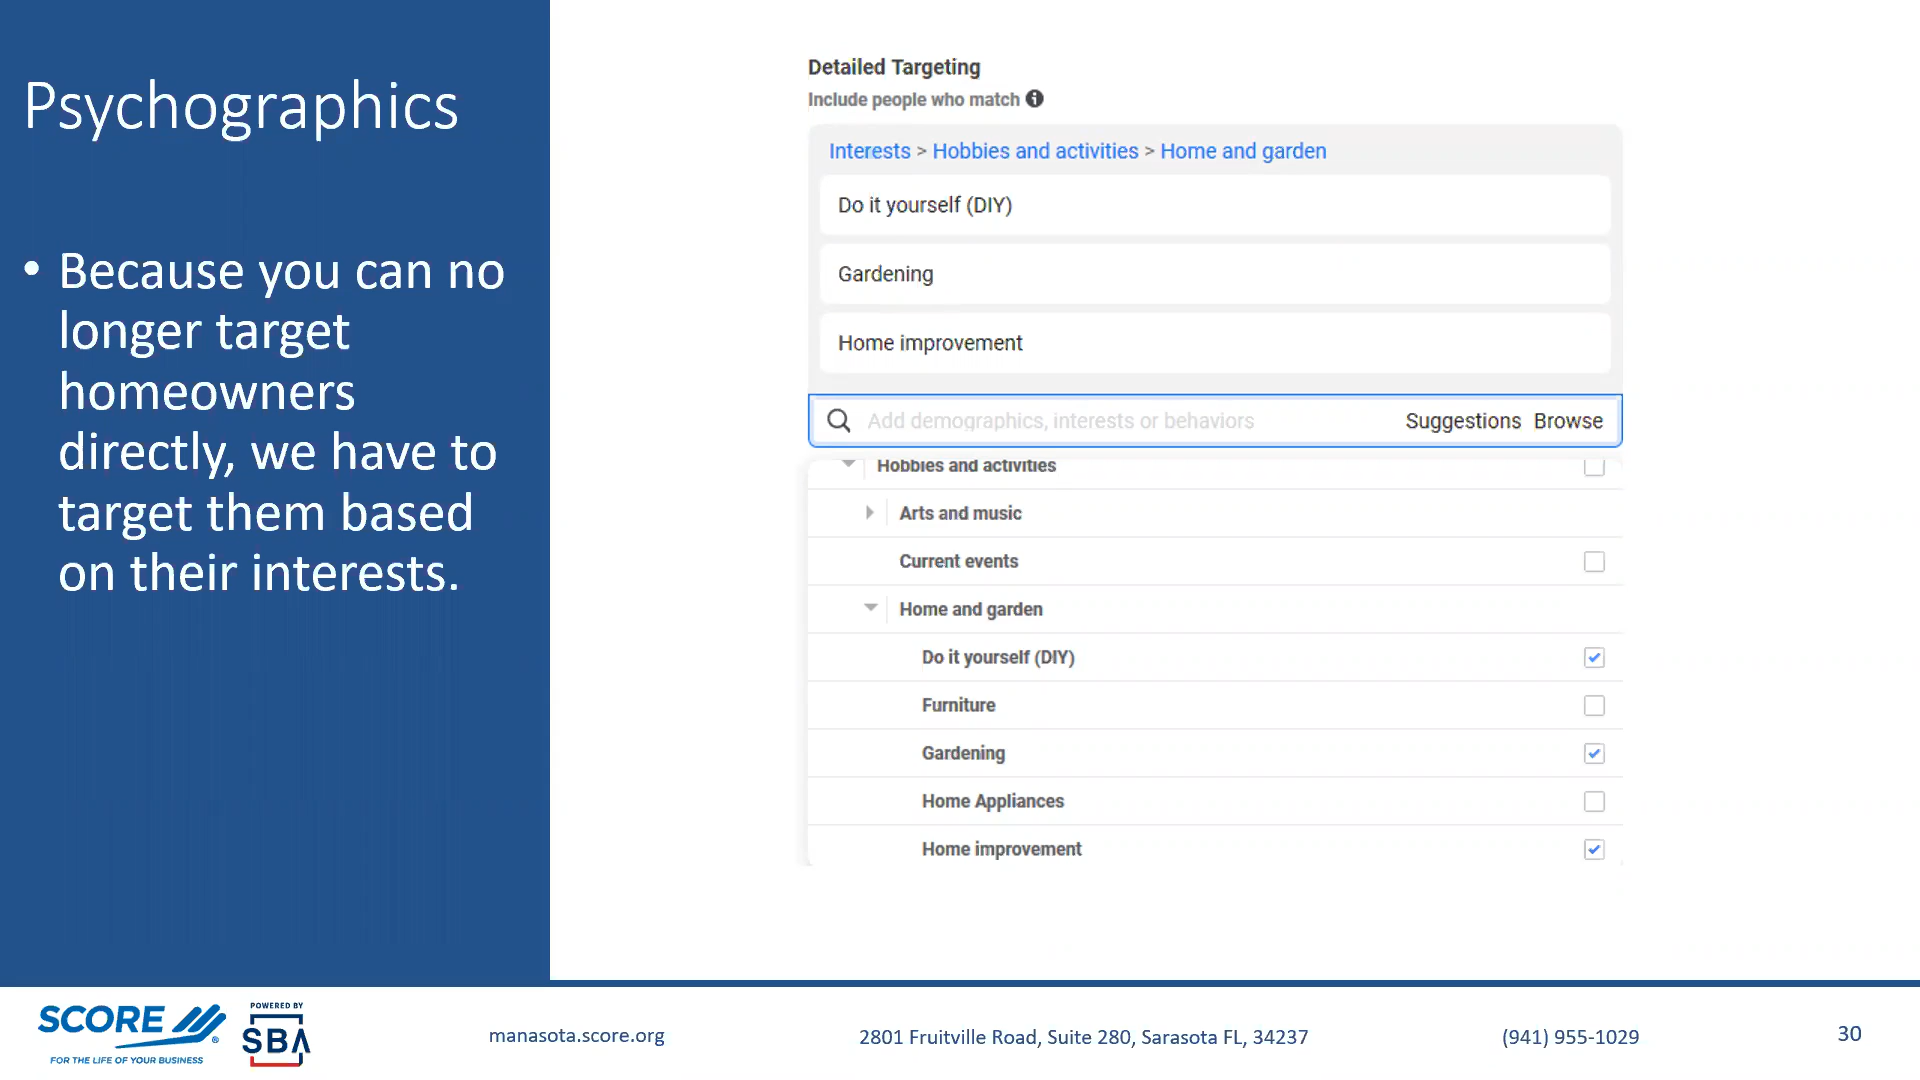 Psychographics
• Because you can no
longer target
homeowners
directly, we have to
target them based
on their interests.
Detailed Targeting
Include people who match
Interests > Hobbies and activities > Home and garden
Do it yourself (DIY)
Gardening
Home improvement
Add demographics, interests or behaviors Suggestions Browse
Hobbies and activities
Arts and music
Current events
Home and garden
Do it yourself (DIY)
Furniture
Gardening
Home Appliances
Home improvement
SCORE
FOR THE LIFE OF YOUR BUSINESS
POWERED BY
SBA
manasota.score.org
2801 Fruitville Road, Suite 280, Sarasota FL, 34237
(941) 955-1029
30